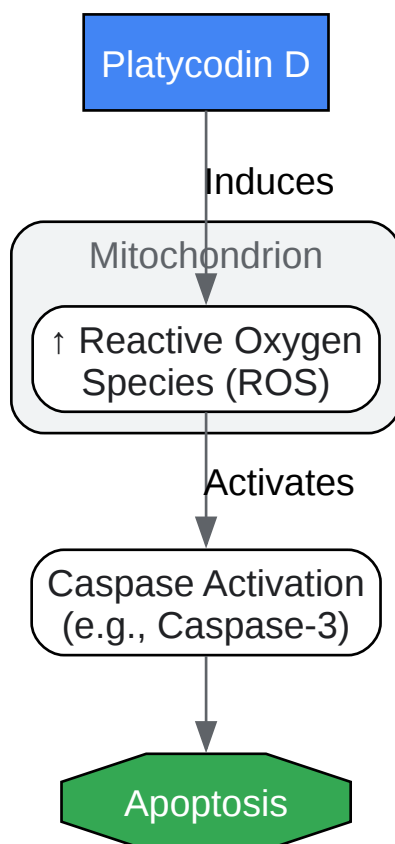 Platycodin D
Induces
Mitochondrion
↑ Reactive Oxygen
Species (ROS)
Activates
Caspase Activation
(e.g., Caspase-3)
Apoptosis